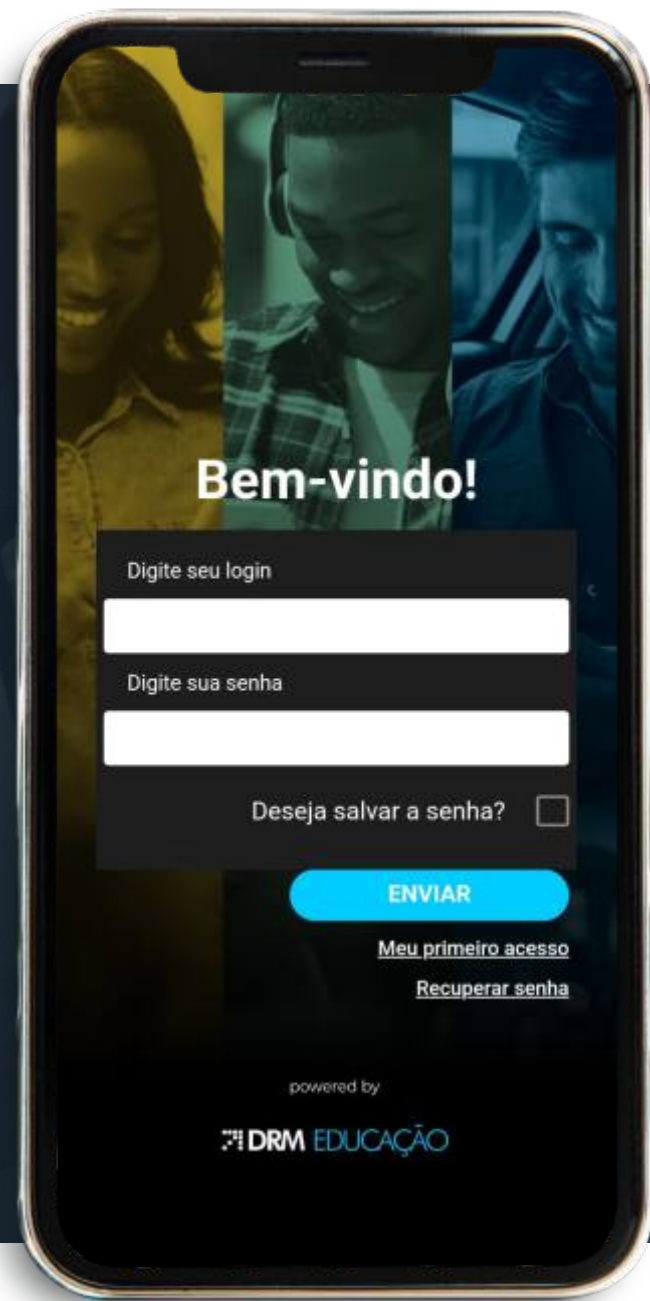 Bem-vindo!
Digite seu login
Digite sua senha
Deseja salvar a senha?
ENVIAR
Meu primeiro acesso
Recuperar senha
powered by
DRM EDUCAÇÃO